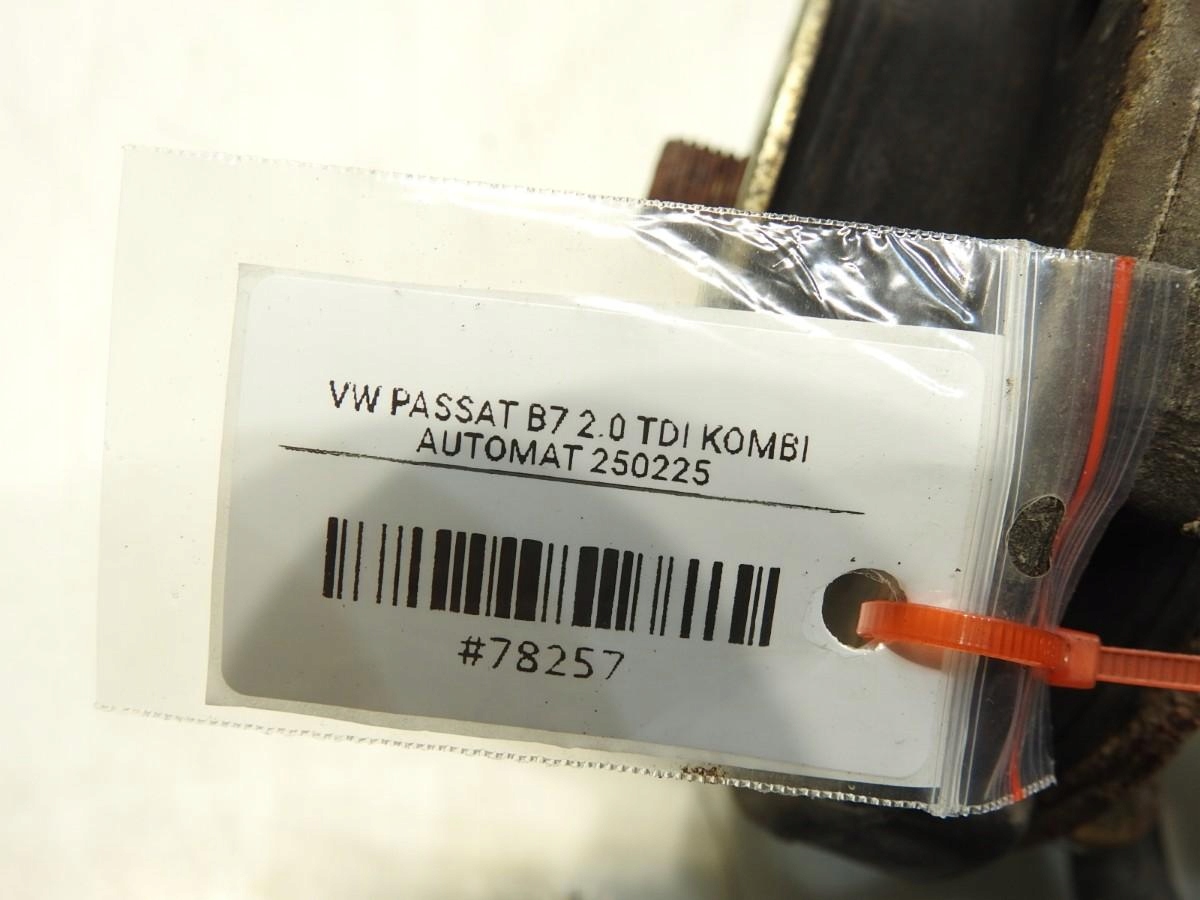 VW PASSAT B7 2.0 TDI KOMBI
AUTOMAT 250225
#78257